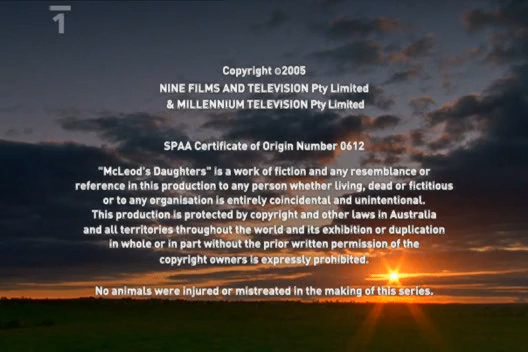 1
Copyright ©2005
NINE FILMS AND TELEVISION Pty Limited
& MILLENNIUM TELEVISION Pty Limited
SPAA Certificate of Origin Number 0612
"McLeod's Daughters" is a work of fiction and any resemblance or
reference in this production to any person whether living, dead or fictitious
or to any organisation is entirely coincidental and unintentional.
This production is protected by copyright and other laws in Australia
and all territories throughout the world and its exhibition or duplication
in whole or in part without the prior written permission of the
copyright owners is expressly prohibited.
No animals were injured or mistreated in the making of this series.